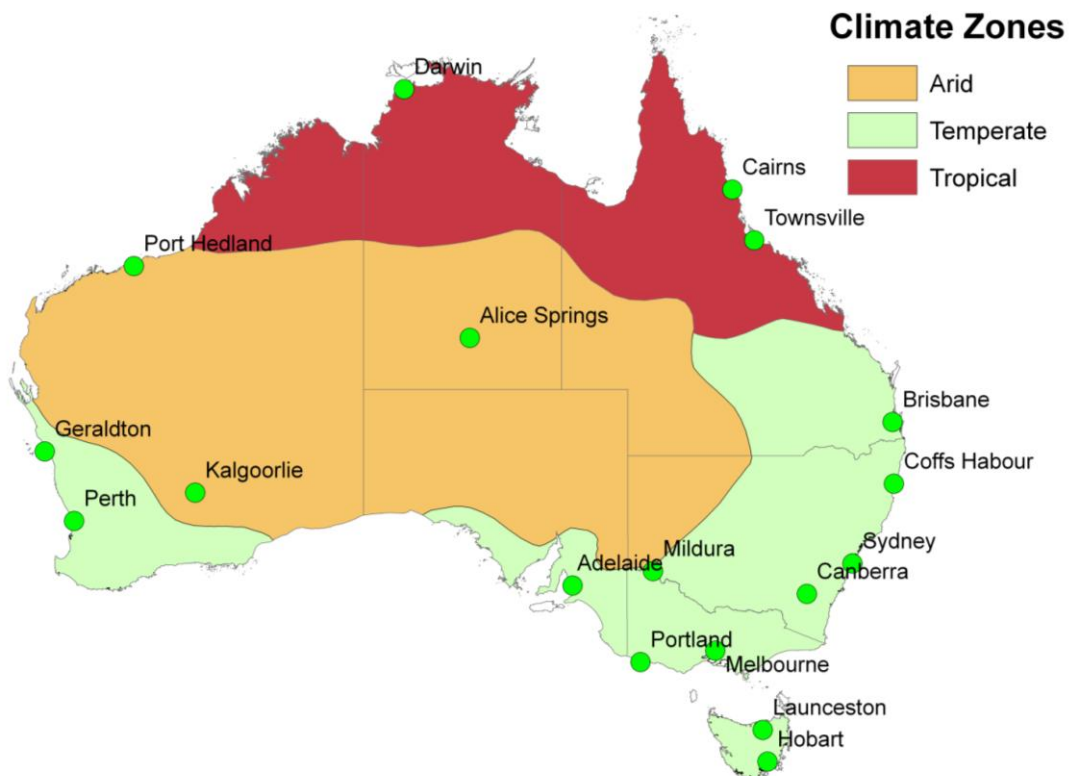 Climate Zones
Arid
Temperate
Tropical
Darwin
Cairns
Townsville
Port Hedland
Alice Springs
Brisbane
Geraldton
Coffs Habour
Kalgoorlie
Perth
Sydney
Mildura
Adelaide
Canberra
Portland
Melbourne
Launceston
Hobart